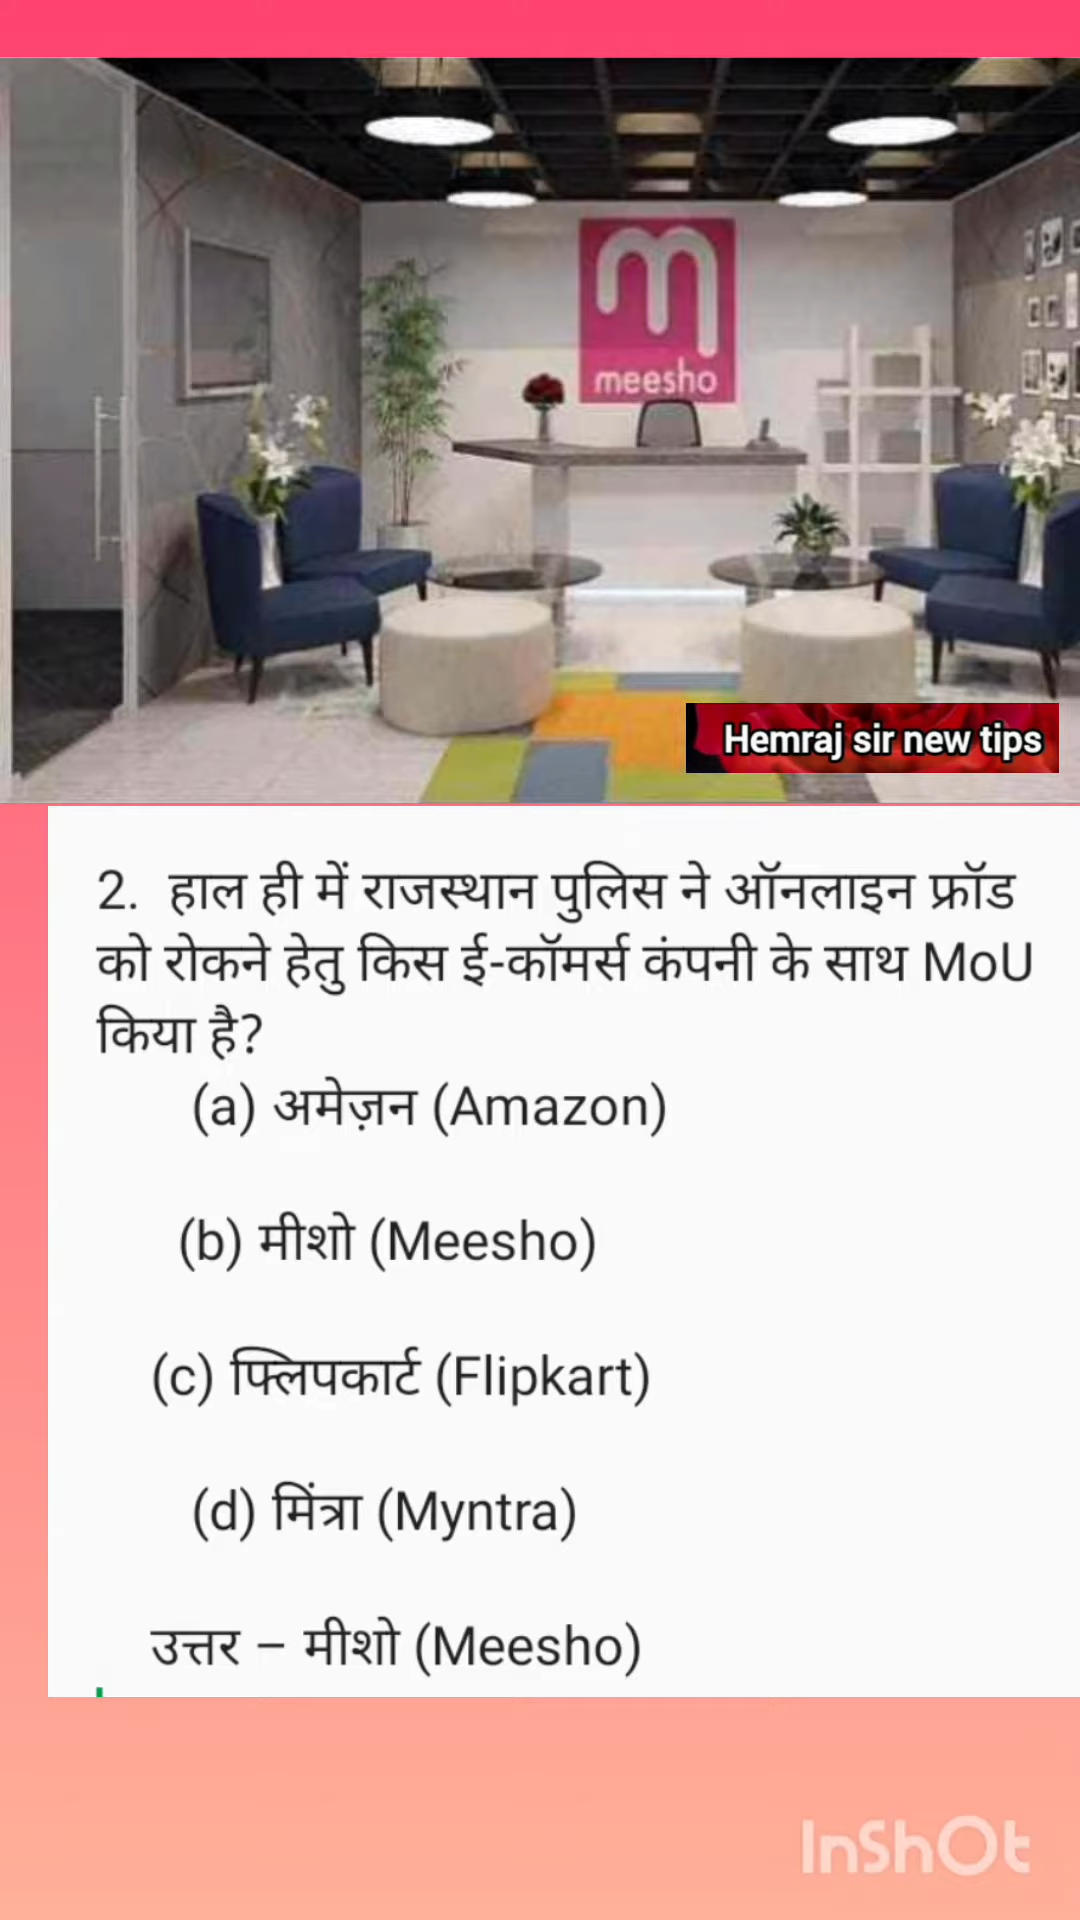 meesho
Hemraj sir new tips
2. हाल ही में राजस्थान पुलिस ने ऑनलाइन फ्रॉड
को रोकने हेतु किस ई-कॉमर्स कंपनी के साथ MoU
किया है?
(a) अमेज़न (Amazon)
(b) मीशो (Meesho)
(c) फ्लिपकार्ट (Flipkart)
(d) मिंत्रा (Myntra)
उत्तर – मीशो (Meesho)
InShOt